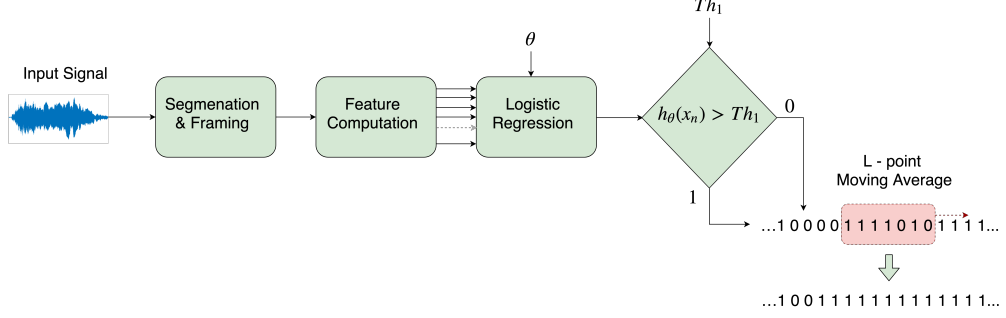 Th₁
Input Signal
θ
Segmenation
& Framing
Feature
Computation
Logistic
Regression
hθ(xₙ) > Th₁
0
1
L - point
Moving Average
...1 0 0 0 0 1 1 1 1 0 1 0 1 1 1 1...
...1 0 0 1 1 1 1 1 1 1 1 1 1 1 1 1...